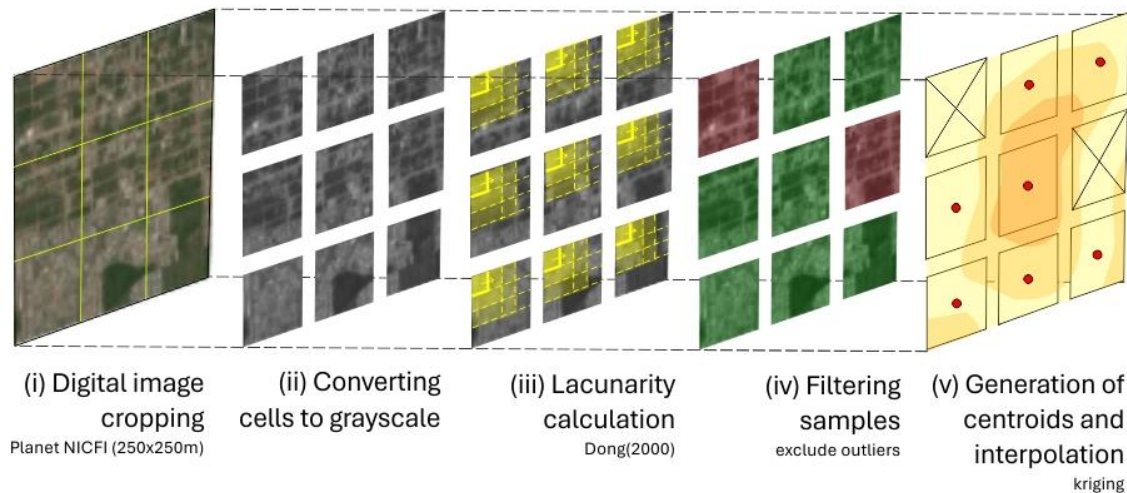 (i) Digital image
cropping
Planet NICFI (250x250m)
(ii) Converting
cells to grayscale
(iii) Lacunarity
calculation
Dong(2000)
(iv) Filtering
samples
exclude outliers
(v) Generation of
centroids and
interpolation
kriging